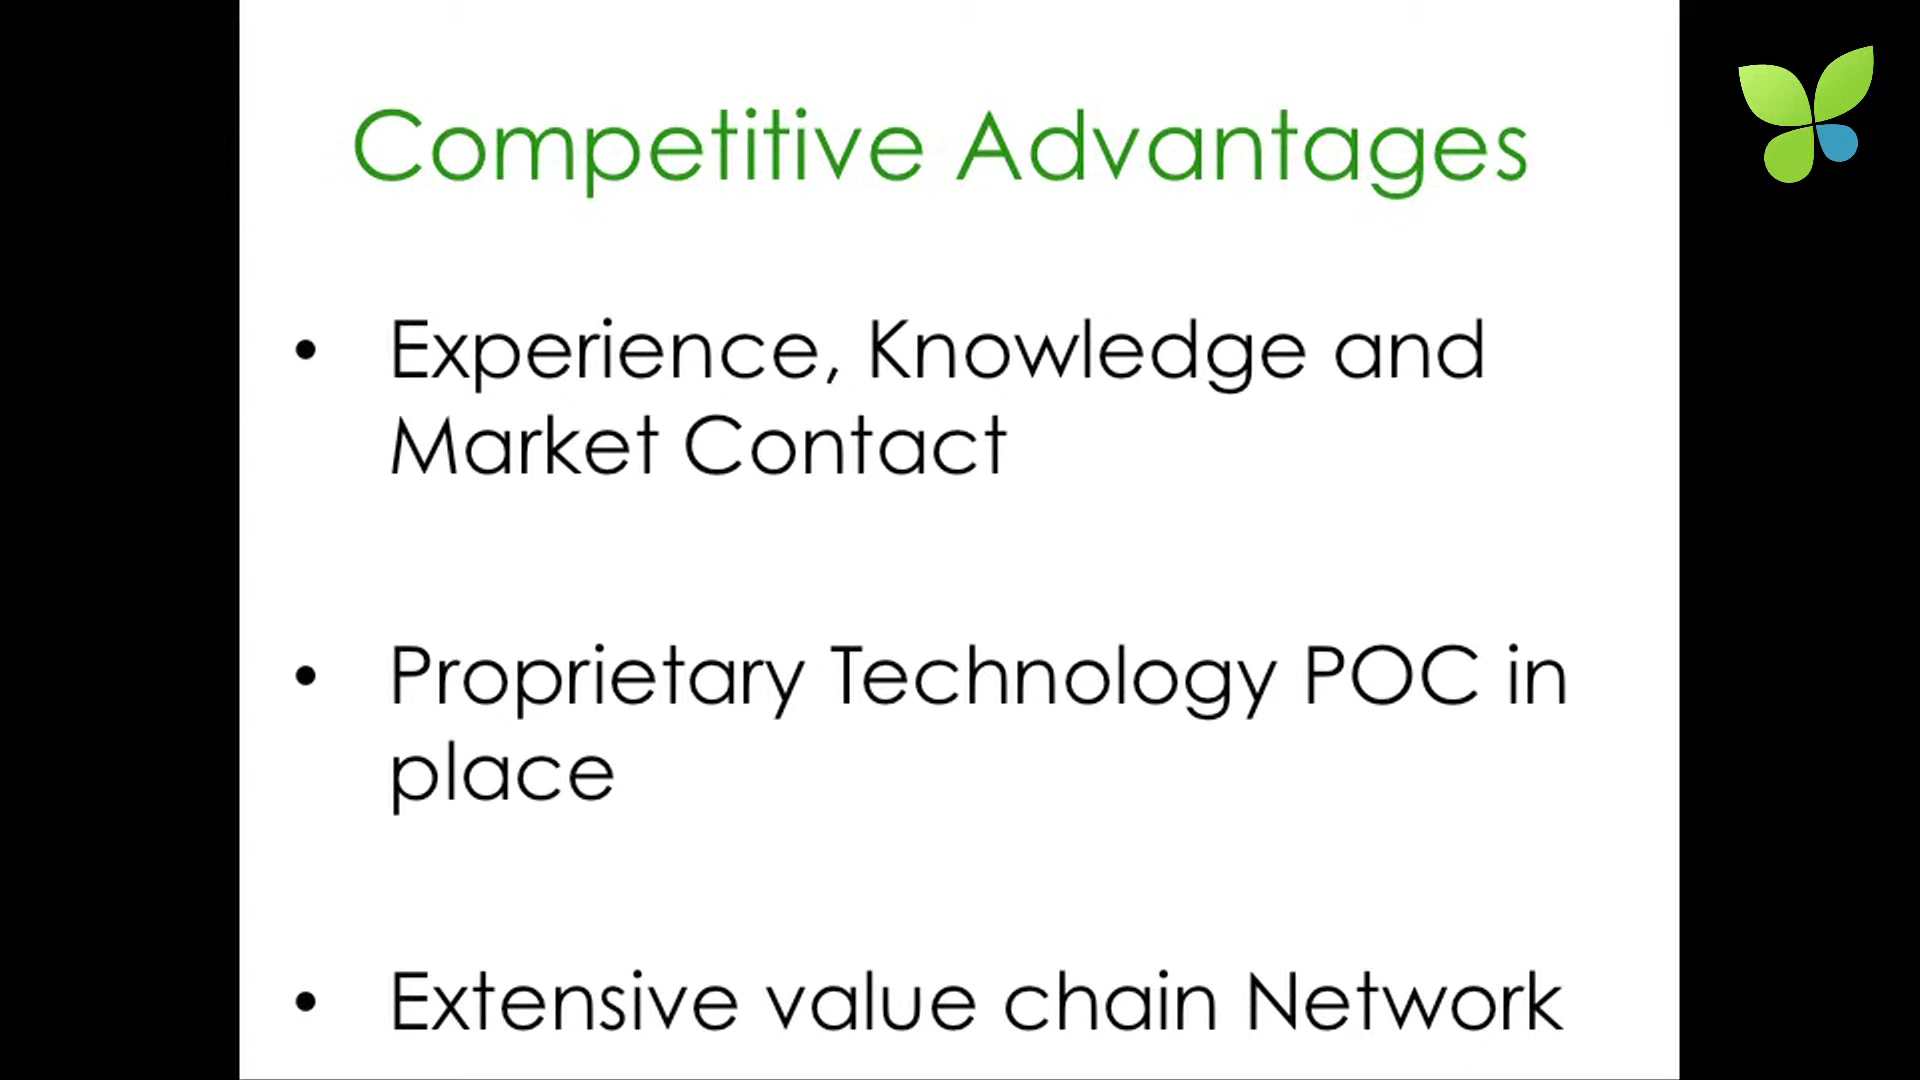 Competitive Advantages
• Experience, Knowledge and
Market Contact
• Proprietary Technology POC in
place
• Extensive value chain Network